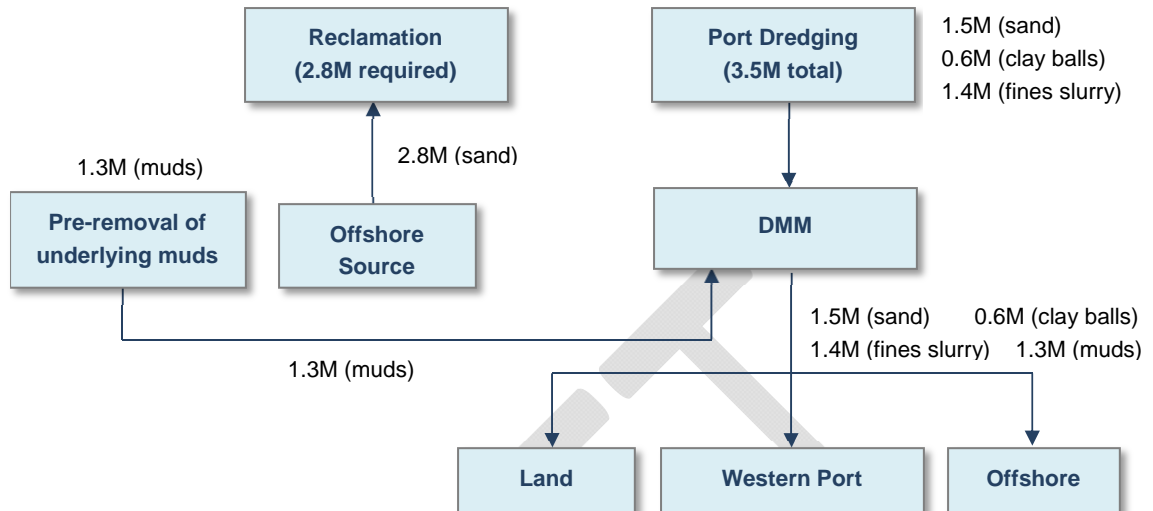 Reclamation
(2.8M required)
Port Dredging
(3.5M total)
1.5M (sand)
0.6M (clay balls)
1.4M (fines slurry)
1.3M (muds)
2.8M (sand)
Pre-removal of
underlying muds
Offshore
Source
DMM
1.5M (sand) 0.6M (clay balls)
1.4M (fines slurry) 1.3M (muds)
1.3M (muds)
Land
Western Port
Offshore